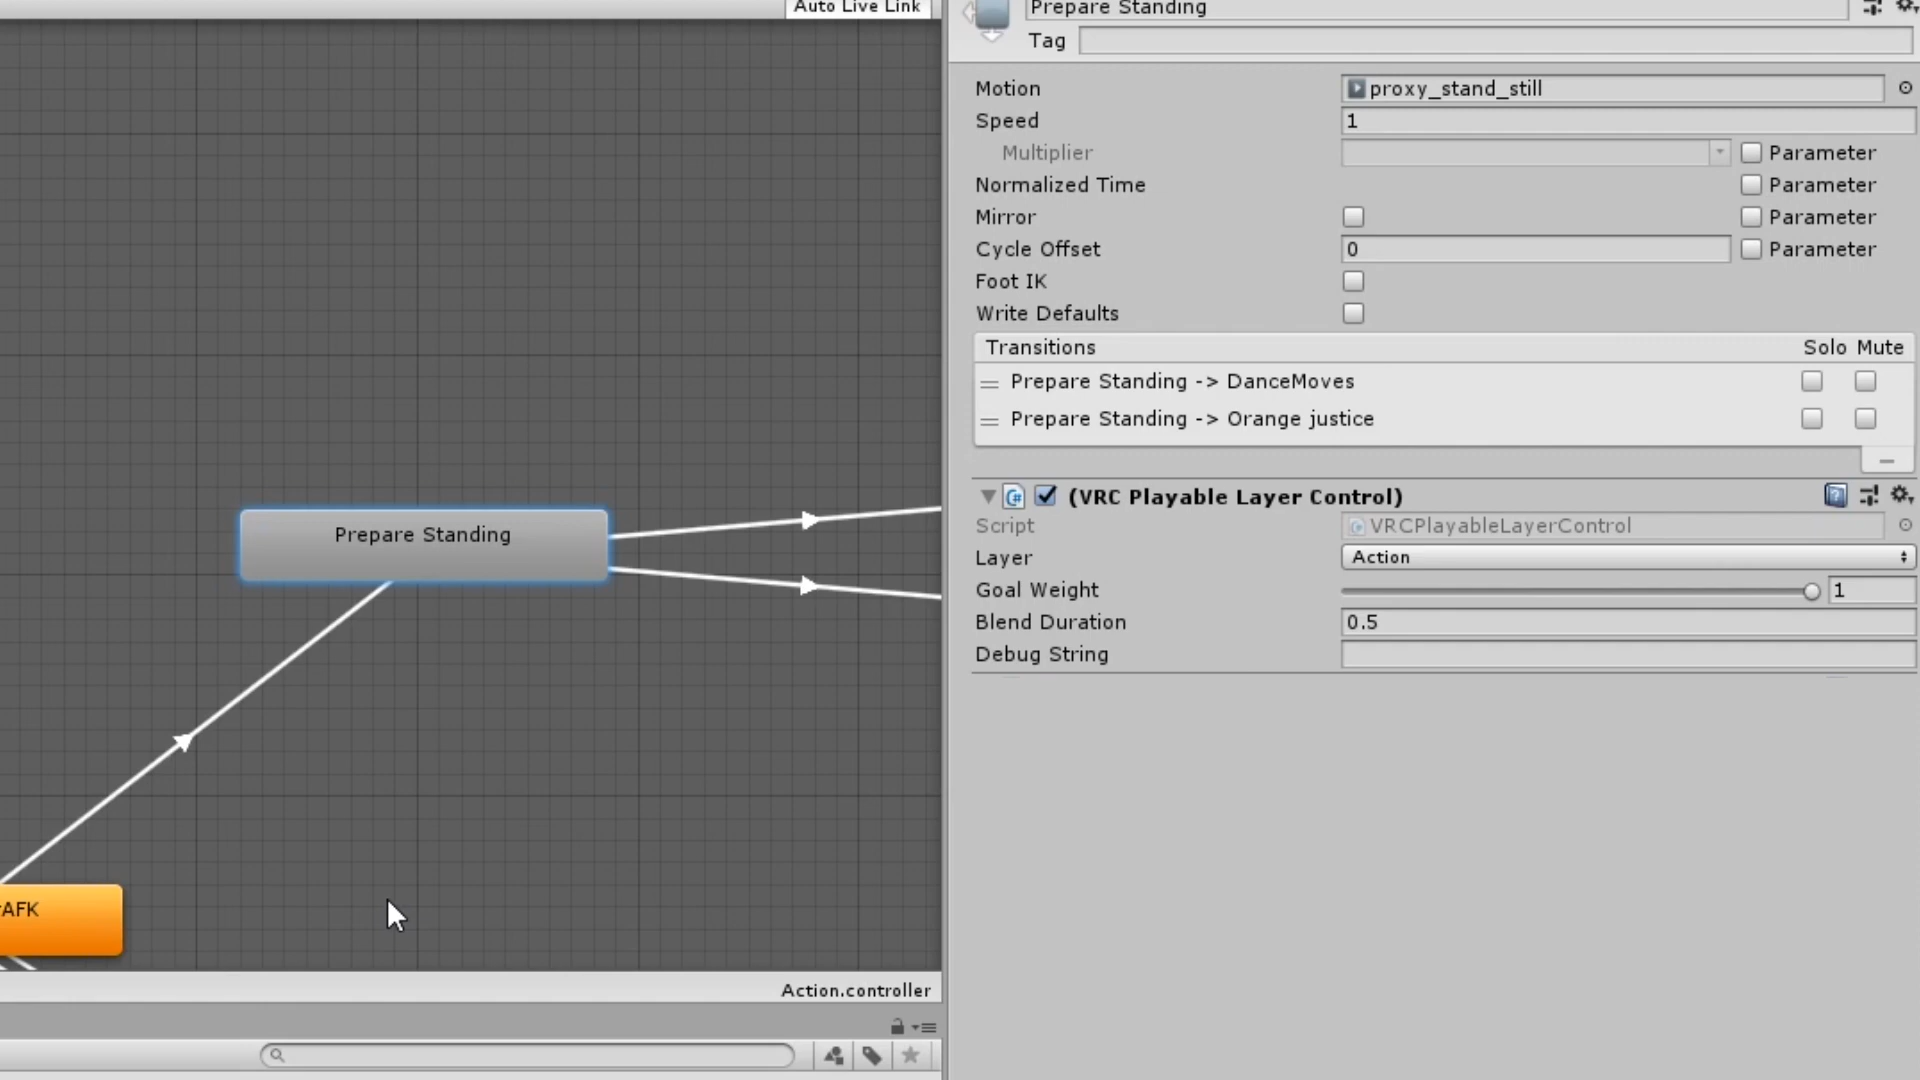 Auto Live Link
Prepare Standing
Tag
Motion proxy_stand_still
Speed 1
Multiplier Parameter
Normalized Time Parameter
Mirror Parameter
Cycle Offset 0 Parameter
Foot IK
Write Defaults
Transitions Solo Mute
Prepare Standing -> DanceMoves
Prepare Standing -> Orange justice
(VRC Playable Layer Control)
Script VRCPlayableLayerControl
Layer Action
Goal Weight 1
Blend Duration 0.5
Debug String
Prepare Standing
AFK
Action.controller